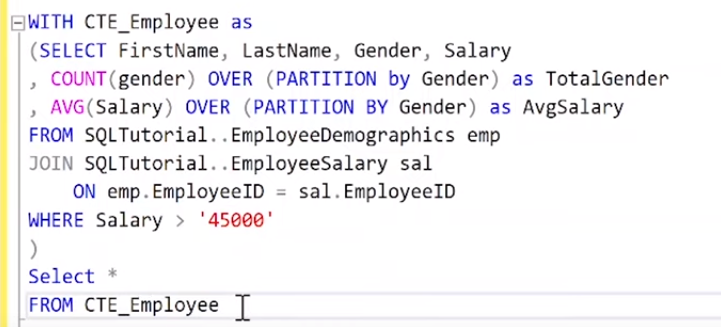 WITH CTE_Employee as
(SELECT FirstName, LastName, Gender, Salary
, COUNT(gender) OVER (PARTITION by Gender) as TotalGender
, AVG(Salary) OVER (PARTITION BY Gender) as AvgSalary
FROM SQLTutorial..EmployeeDemographics emp
JOIN SQLTutorial..EmployeeSalary sal
ON emp.EmployeeID = sal.EmployeeID
WHERE Salary > '45000'
)
Select *
FROM CTE_Employee